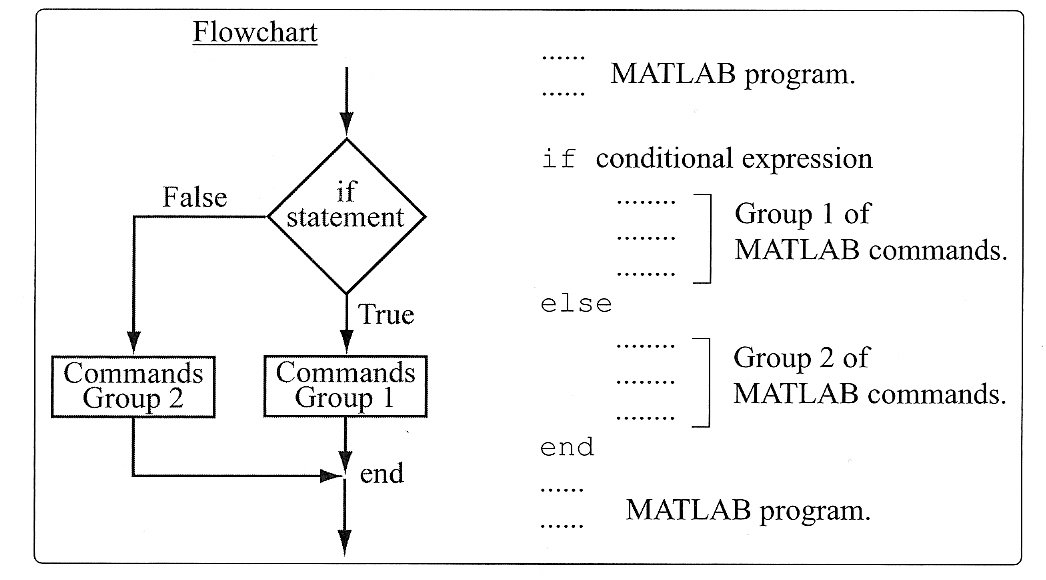 Flowchart
False
if
statement
True
Commands
Group 2
Commands
Group 1
end
...... MATLAB program.
......
if conditional expression
........
........
........
Group 1 of
MATLAB commands.
else
........
........
........
Group 2 of
MATLAB commands.
end
......
...... MATLAB program.